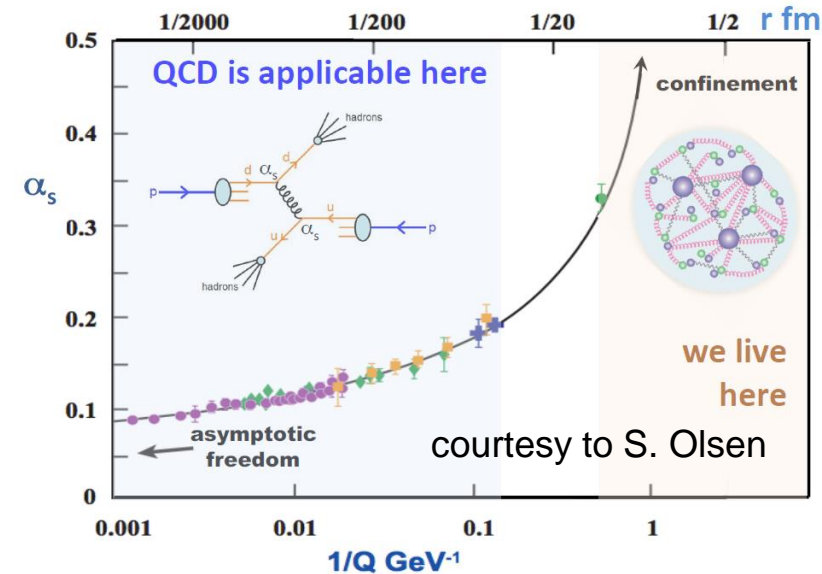 1/2000 1/200 1/20 1/2 r fm
0.5
QCD is applicable here
confinement
hadrons
0.4
d
d
αs
αs
p
p
0.3
u
u
αs
hadrons
0.2
we live
here
0.1
asymptotic
freedom
courtesy to S. Olsen
0
0.001 0.01 0.1 1
1/Q GeV⁻¹